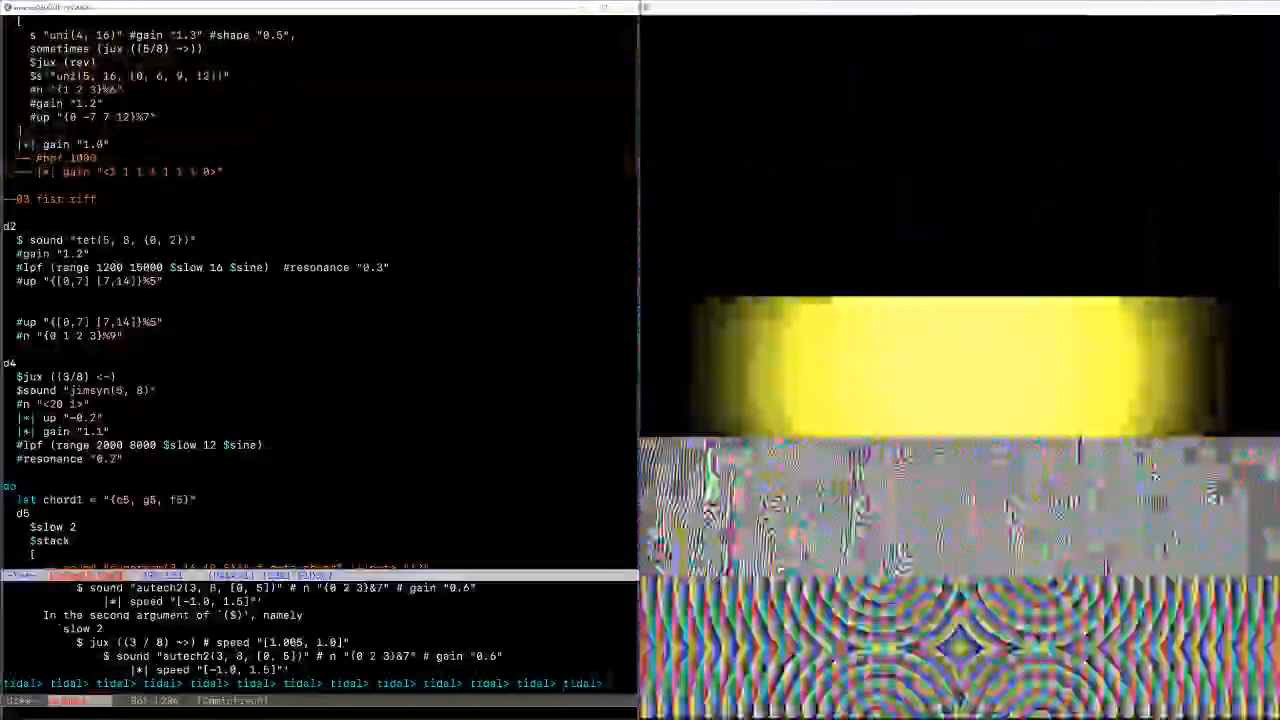 [
s "uni(4, 16)" #gain "1.3" #shape "0.5",
sometimes (jux ((5/8) ~>))
$jux (rev)
$s "uni(5, 16, [0, 6, 9, 12])"
#n "{1 2 3}%6"
#gain "1.2"
#up "{0 -7 7 12}%7"
]
|*| gain "1.0"
-- #hpf 1000
d2
$ sound "tet(5, 8, {0, 2})"
#gain "1.2"
#lpf (range 1200 15000 $slow 16 $sine) #resonance "0.3"
#up "{[0,7] [7,14]}%5"
#up "{[0,7] [7,14]}%5"
#n "{0 1 2 3}%9"
d4
$jux ((3/8) <~)
$sound "jimsyn(5, 8)"
#n "<20 1>"
|*| up "-0.2"
|*| gain "1.1"
#lpf (range 2000 8000 $slow 12 $sine)
#resonance "0.2"
do
let chord1 = "{c5, g5, f5}"
d5
$slow 2
$stack
[
$ sound "autech2(3, 8, [0, 5])" # n "{0 2 3}&7" # gain "0.6"
|*| speed "[-1.0, 1.5]"'
In the second argument of `($)', namely
`slow 2
$ jux ((3 / 8) ~>) # speed "[1.005, 1.0]"
$ sound "autech2(3, 8, [0, 5])" # n "{0 2 3}&7" # gain "0.6"
|*| speed "[-1.0, 1.5]"'
tidal> tidal> tidal> tidal> tidal> tidal> tidal> tidal> tidal> tidal> tidal> tidal> tidal>